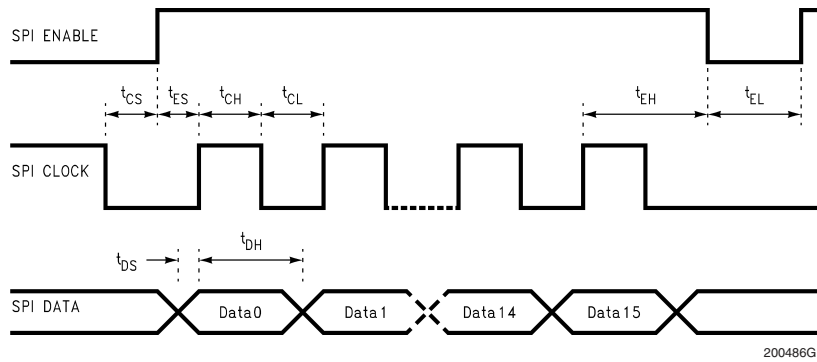 SPI ENABLE
tCS tES tCH tCL tEH tEL
SPI CLOCK
tDS tDH
SPI DATA Data0 Data1 Data14 Data15
200486G